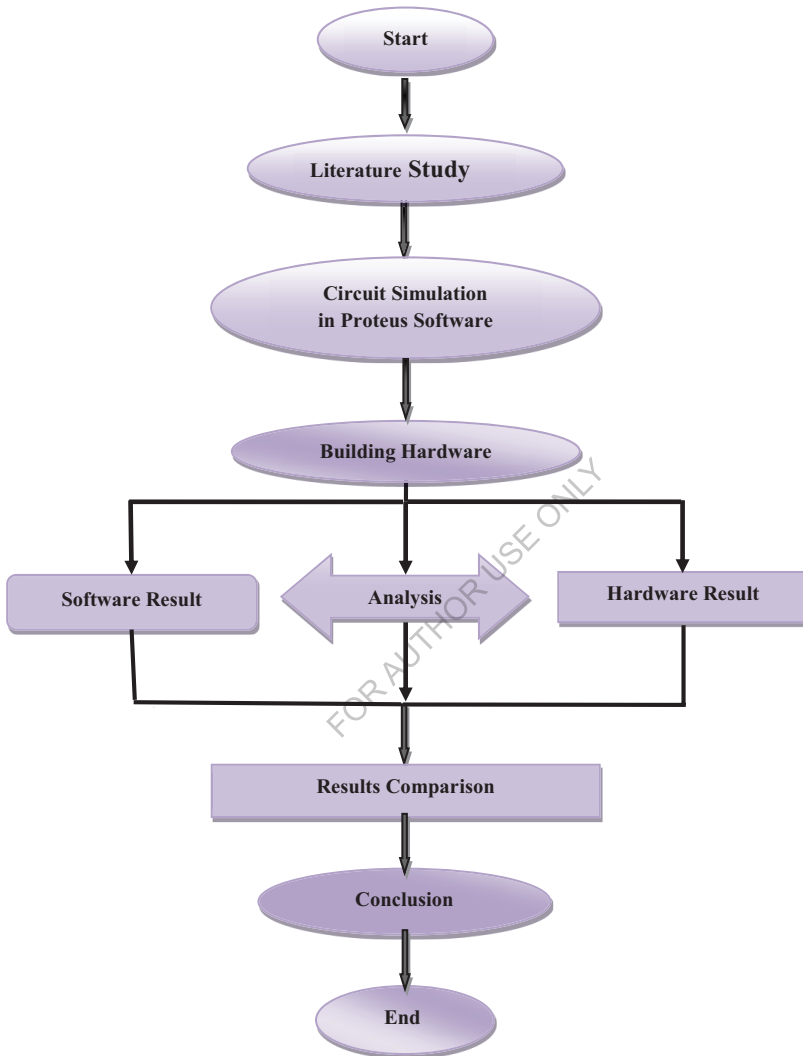 Start
Literature Study
Circuit Simulation
in Proteus Software
Building Hardware
Software Result
Analysis
Hardware Result
FOR AUTHOR USE ONLY
Results Comparison
Conclusion
End